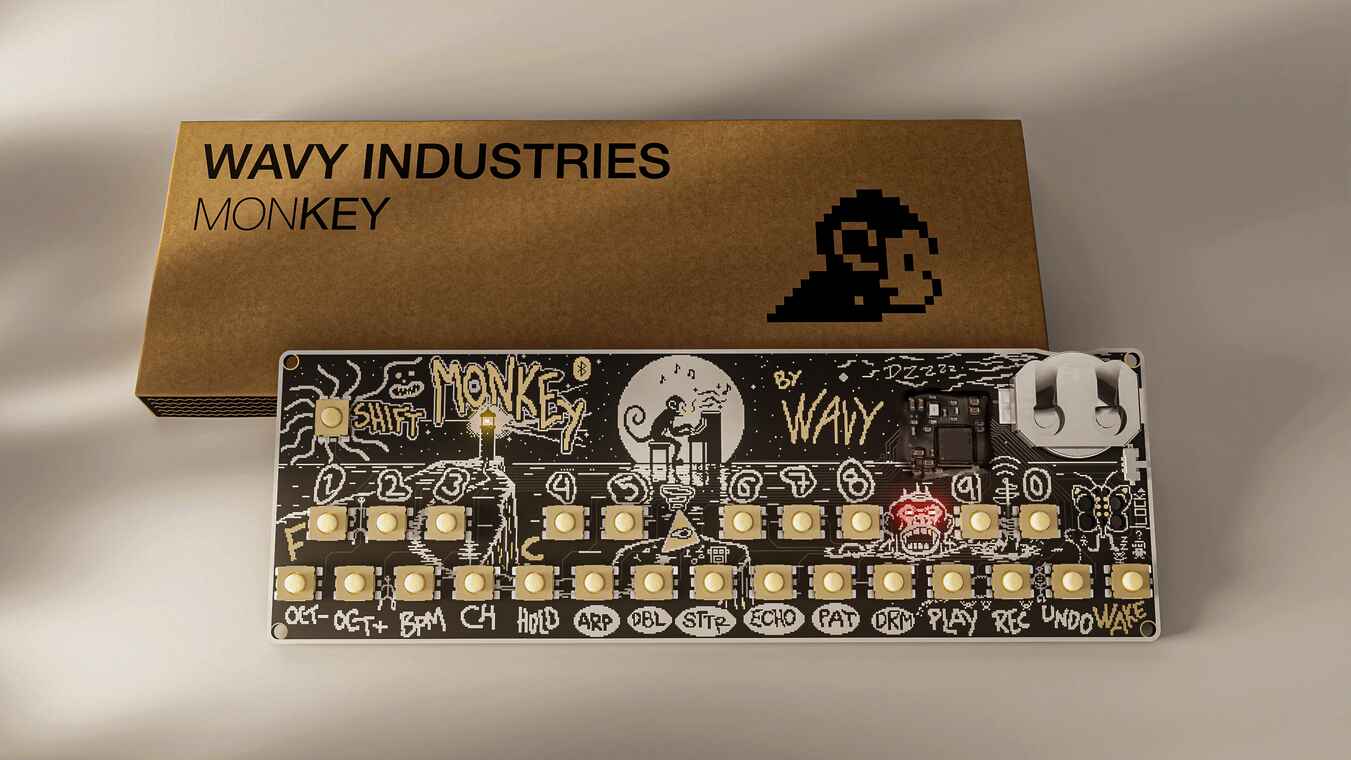 WAVY INDUSTRIES
MONKEY
MONKEY
BY
WAVY
DZzzz
SHIFT
1 2 3 4 5 6 7 8 9 0
F
C
LOCK
OCT- OCT+ BPM CH HOLD ARP DBL STTR ECHO PAT DRM PLAY REC UNDO WAKE